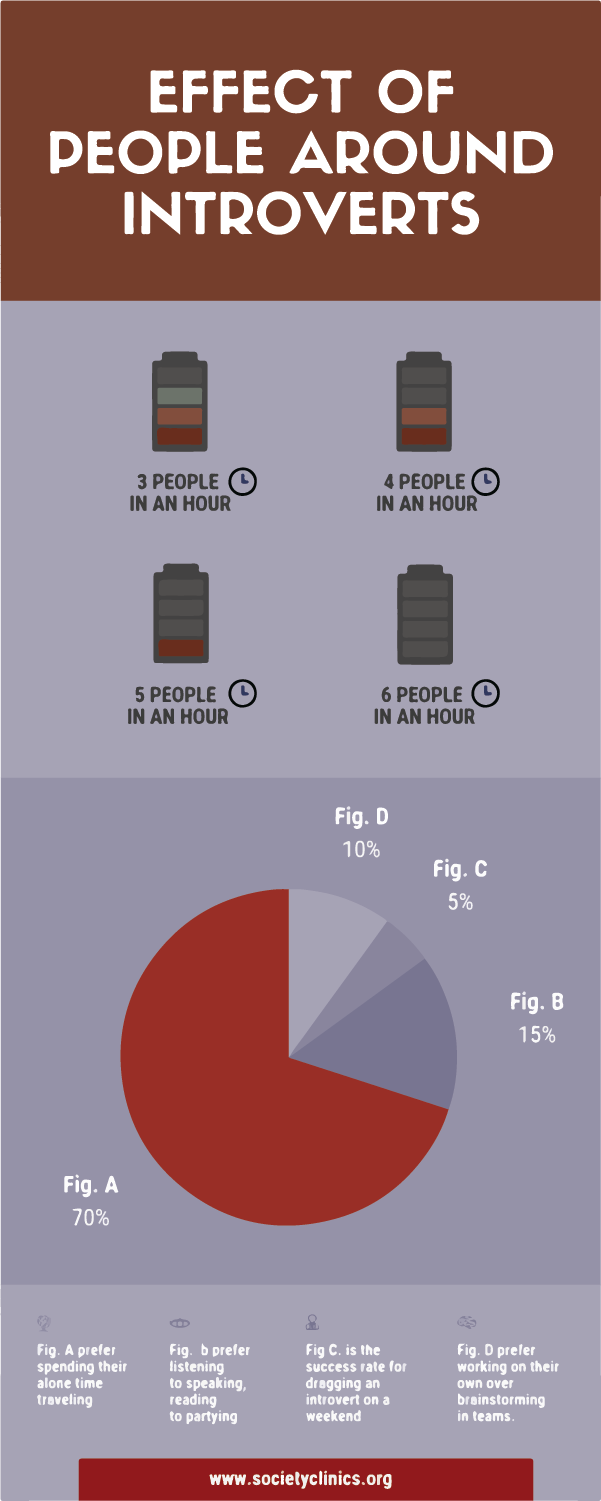 EFFECT OF
PEOPLE AROUND
INTROVERTS
3 PEOPLE
IN AN HOUR
4 PEOPLE
IN AN HOUR
5 PEOPLE
IN AN HOUR
6 PEOPLE
IN AN HOUR
Fig. D
10%
Fig. C
5%
Fig. B
15%
Fig. A
70%
Fig. A prefer
spending their
alone time
traveling
Fig. b prefer
listening
to speaking,
reading
to partying
Fig C. is the
success rate for
dragging an
introvert on a
weekend
Fig. D prefer
working on their
own over
brainstorming
in teams.
www.societyclinics.org